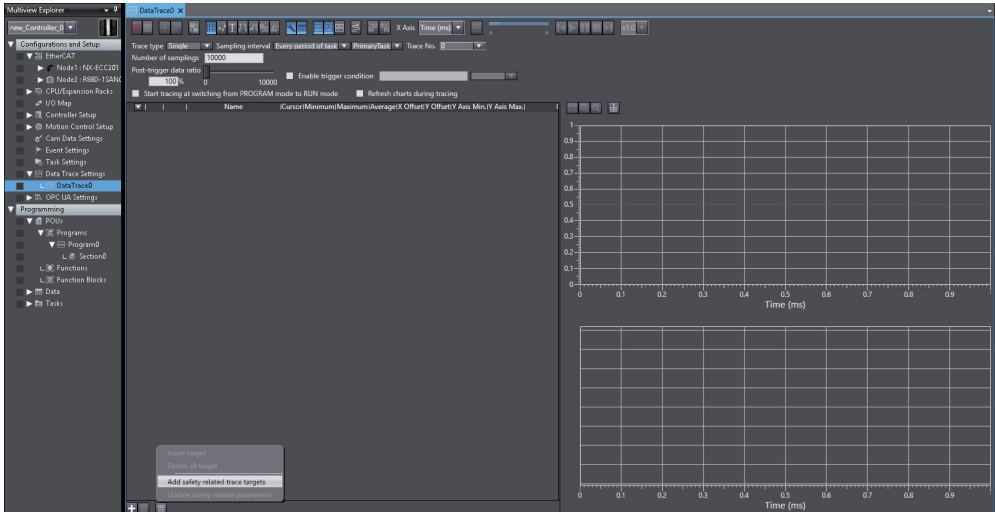 Multiview Explorer
DataTrace0
new_Controller_0
X Axis Time (ms)
x1.0
Configurations and Setup
EtherCAT
Node1 : NX-ECC201
Node2 : R88D-1SAN0
CPU/Expansion Racks
I/O Map
Controller Setup
Motion Control Setup
Cam Data Settings
Event Settings
Task Settings
Data Trace Settings
DataTrace0
OPC UA Settings
Programming
POUs
Programs
Program0
Section0
Functions
Function Blocks
Data
Tasks
Trace type Single Sampling interval Every period of task PrimaryTask Trace No. 0
Number of samplings 10000
Post-trigger data ratio
100 % 0 10000 Enable trigger condition
Start tracing at switching from PROGRAM mode to RUN mode Refresh charts during tracing
Name |Cursor|Minimum|Maximum|Average|X Offset|Y Offset|Y Axis Min.|Y Axis Max.|
Insert target
Delete all target
Add safety related trace targets
Update safety related parameters
1
0.9
0.8
0.7
0.6
0.5
0.4
0.3
0.2
0.1
0
0 0.1 0.2 0.3 0.4 0.5 0.6 0.7 0.8 0.9
Time (ms)
0 0.1 0.2 0.3 0.4 0.5 0.6 0.7 0.8 0.9
Time (ms)